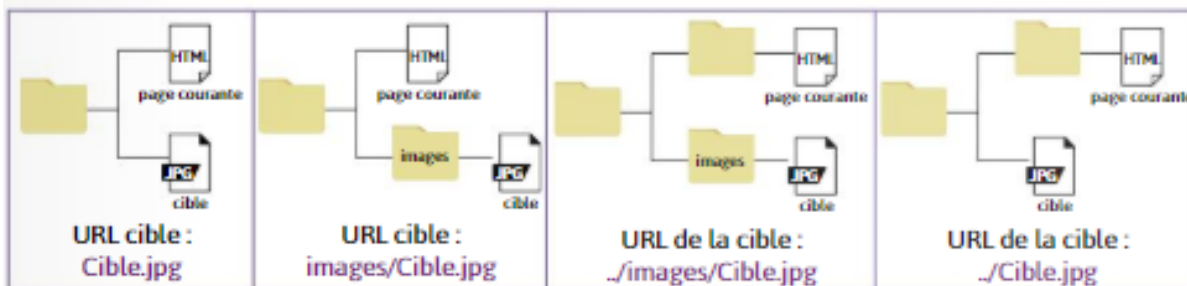 HTML
page courante
JPG
cible
URL cible :
Cible.jpg
HTML
page courante
images
JPG
cible
URL cible :
images/Cible.jpg
HTML
page courante
images
JPG
cible
URL de la cible :
../images/Cible.jpg
HTML
page courante
JPG
cible
URL de la cible :
../Cible.jpg